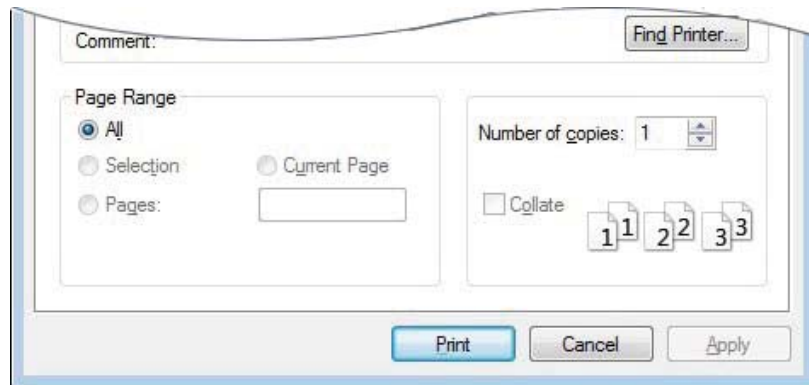 Comment:
Find Printer...
Page Range
All
Selection
Current Page
Pages:
Number of copies: 1
Collate
1 1 2 2 3 3
Print
Cancel
Apply